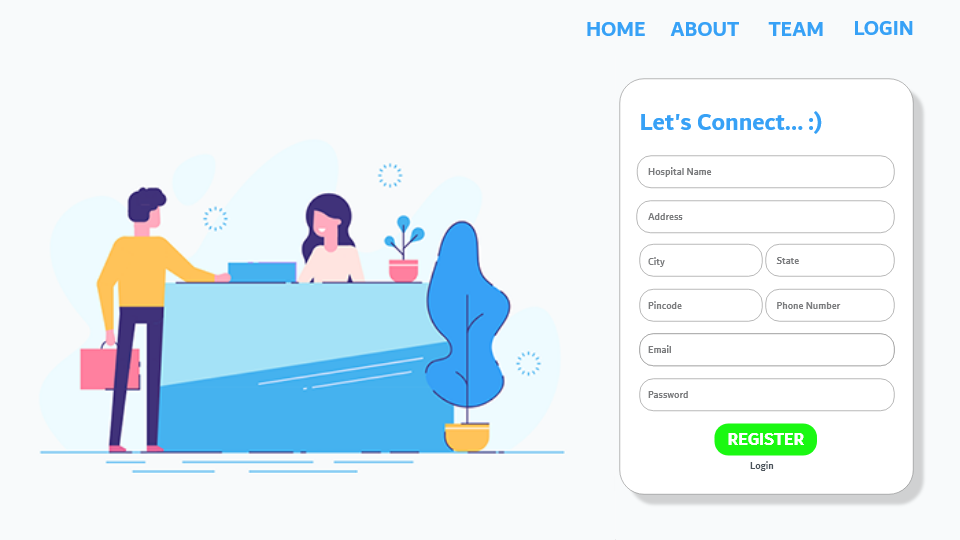 HOME ABOUT TEAM LOGIN
Let's Connect... :)
Hospital Name
Address
City State
Pincode Phone Number
Email
Password
REGISTER
Login